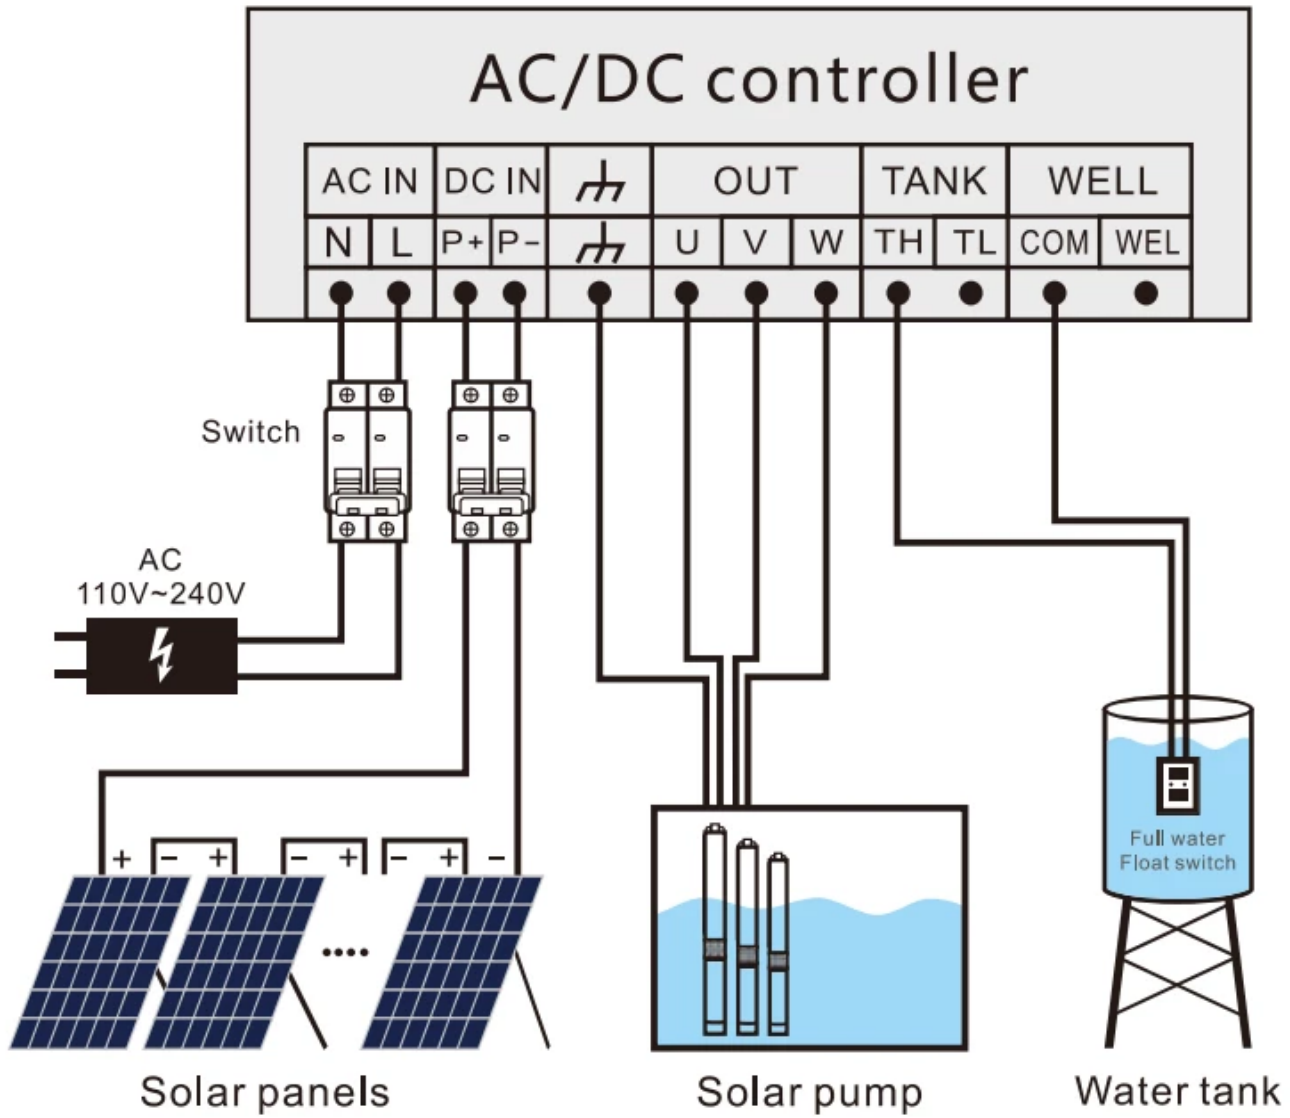 AC/DC controller
AC IN DC IN OUT TANK WELL
N L P+ P- U V W TH TL COM WEL
Switch
AC
110V~240V
+ - + - + - + -
Full water
Float switch
Solar panels Solar pump Water tank